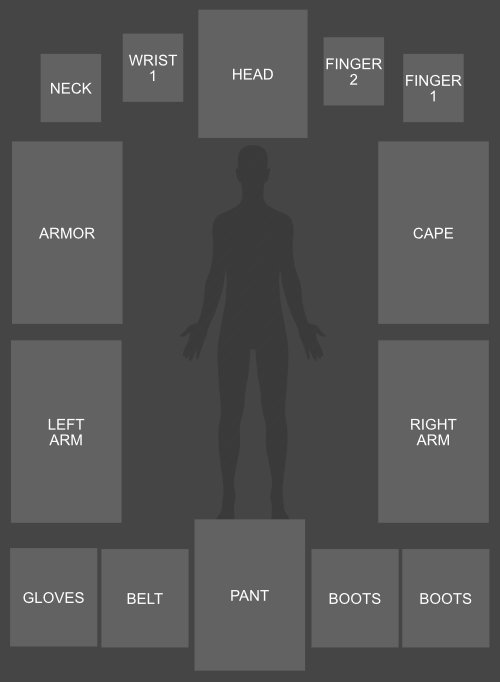 NECK
WRIST
1
HEAD
FINGER
2
FINGER
1
ARMOR
CAPE
LEFT
ARM
RIGHT
ARM
GLOVES
BELT
PANT
BOOTS
BOOTS